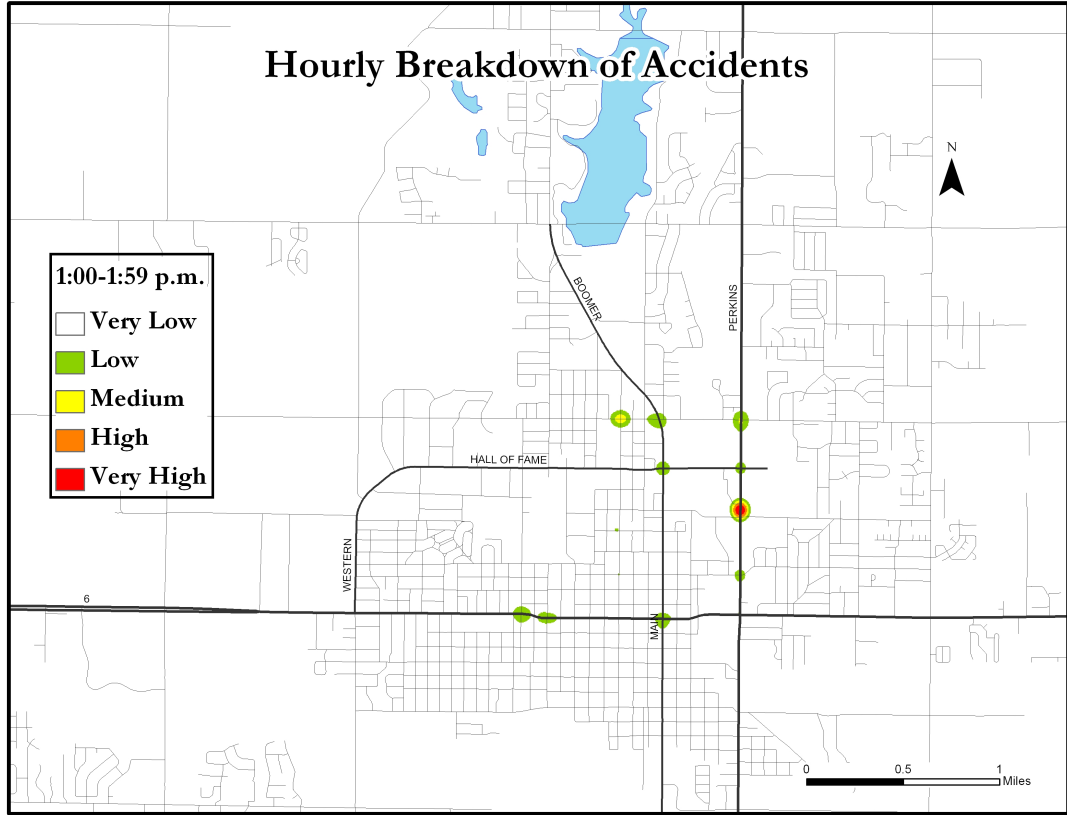 Hourly Breakdown of Accidents
N
1:00-1:59 p.m.
Very Low
Low
Medium
High
Very High
BOOMER
PERKINS
HALL OF FAME
WESTERN
6
MAIN
0 0.5 1
Miles